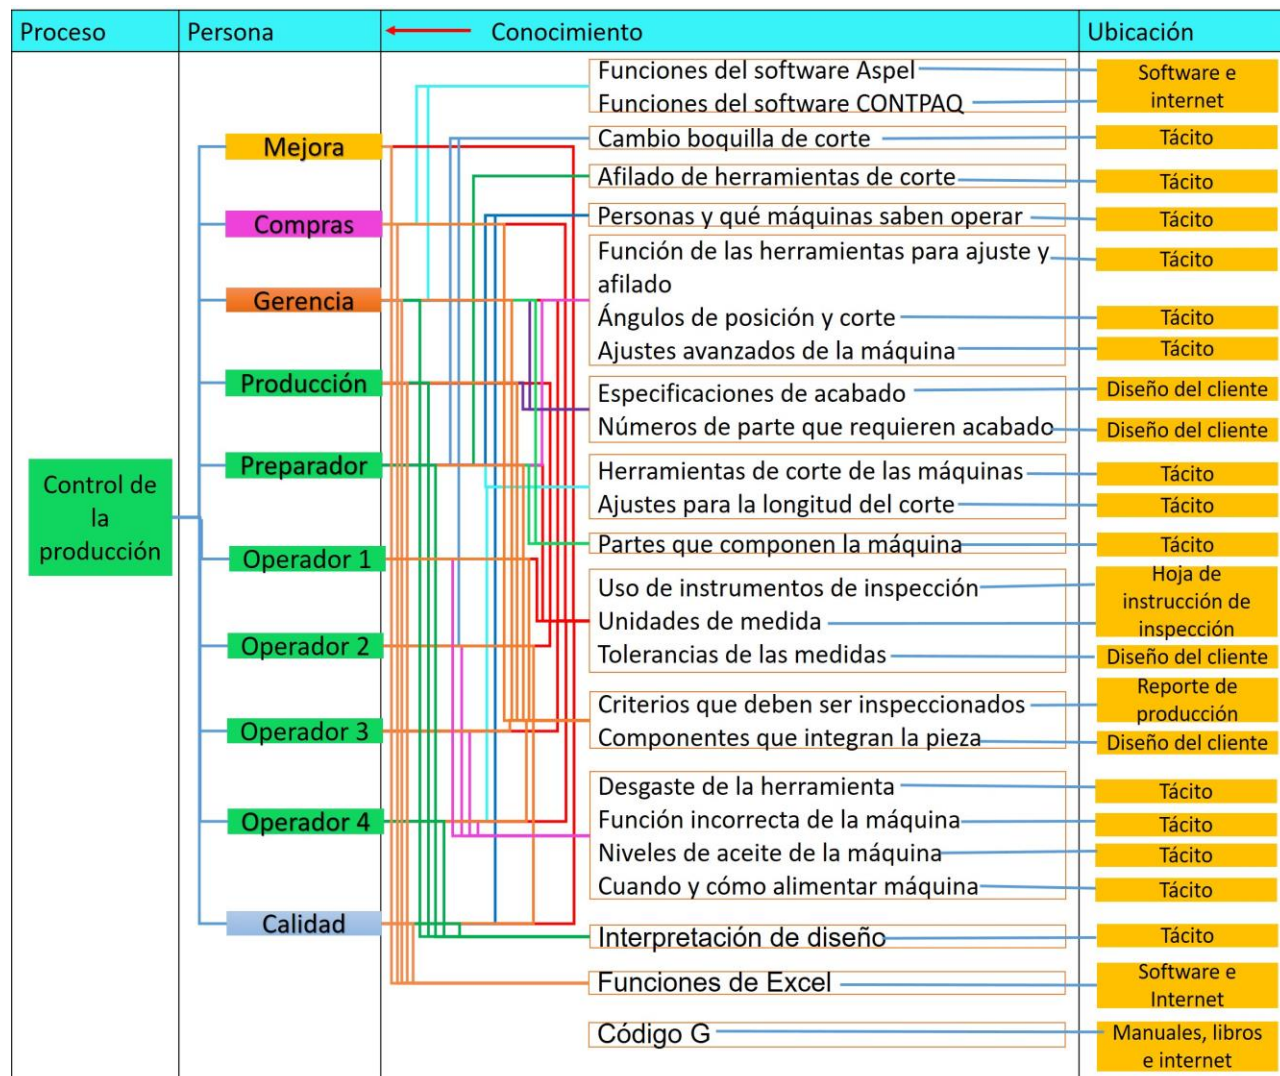 Proceso
Persona
Conocimiento
Ubicación
Control de
la
producción
Mejora
Compras
Gerencia
Producción
Preparador
Operador 1
Operador 2
Operador 3
Operador 4
Calidad
Funciones del software Aspel
Funciones del software CONTPAQ
Software e
internet
Cambio boquilla de corte
Tácito
Afilado de herramientas de corte
Tácito
Personas y qué máquinas saben operar
Tácito
Función de las herramientas para ajuste y
afilado
Tácito
Ángulos de posición y corte
Tácito
Ajustes avanzados de la máquina
Tácito
Especificaciones de acabado
Diseño del cliente
Números de parte que requieren acabado
Diseño del cliente
Herramientas de corte de las máquinas
Tácito
Ajustes para la longitud del corte
Tácito
Partes que componen la máquina
Tácito
Uso de instrumentos de inspección
Unidades de medida
Hoja de
instrucción de
inspección
Tolerancias de las medidas
Diseño del cliente
Criterios que deben ser inspeccionados
Reporte de
producción
Componentes que integran la pieza
Diseño del cliente
Desgaste de la herramienta
Tácito
Función incorrecta de la máquina
Tácito
Niveles de aceite de la máquina
Tácito
Cuando y cómo alimentar máquina
Tácito
Interpretación de diseño
Tácito
Funciones de Excel
Software e
Internet
Código G
Manuales, libros
e internet